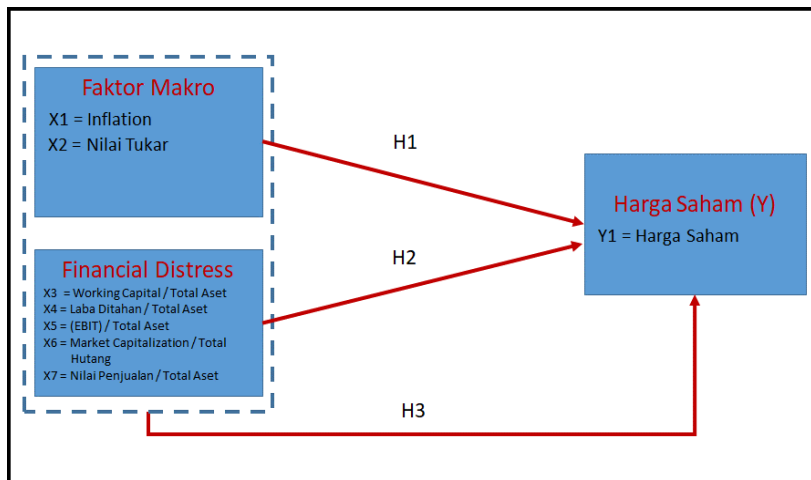 Faktor Makro
X1 = Inflation
X2 = Nilai Tukar
H1
Harga Saham (Y)
Y1 = Harga Saham
Financial Distress
X3 = Working Capital / Total Aset
X4 = Laba Ditahan / Total Aset
X5 = (EBIT) / Total Aset
X6 = Market Capitalization / Total
Hutang
X7 = Nilai Penjualan / Total Aset
H2
H3